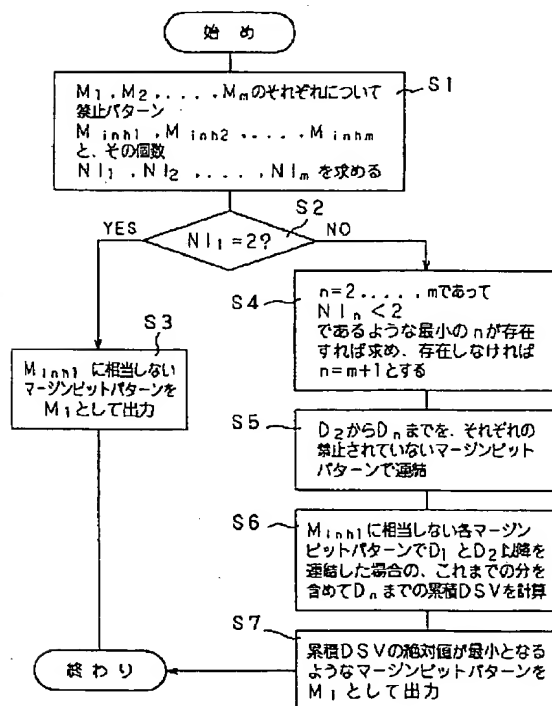 始め
S1
M1,M2,....,Mmのそれぞれについて
禁止パターン
Minh1,Minh2,....,Minhm
と、その個数
NI1,NI2,....,NImを求める
S2
YES
NI1=2?
NO
S3
Minh1に相当しない
マージンビットパターンを
M1として出力
S4
n=2....,mであって
NIn<2
であるような最小のnが存在
すれば求め、存在しなければ
n=m+1とする
S5
D2からDnまでを、それぞれの
禁止されていないマージンビット
パターンで連結
S6
Minh1に相当しない各マージン
ビットパターンでD1とD2以降を
連結した場合の、これまでの分を
含めてDnまでの累積DSVを計算
S7
累積DSVの絶対値が最小となる
ようなマージンビットパターンを
M1として出力
終わり